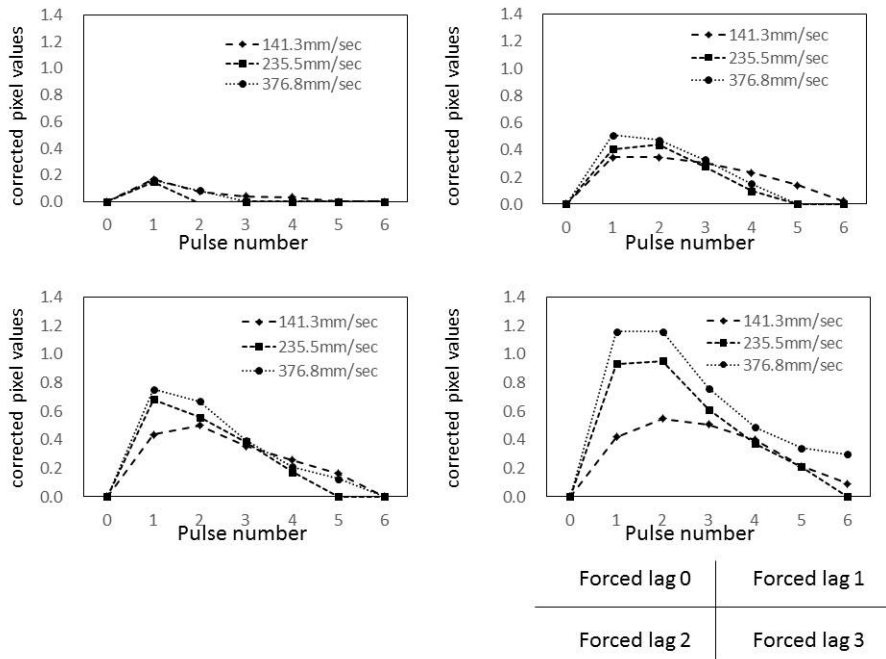 1.4
1.2
1.0
0.8
0.6
0.4
0.2
0.0
corrected pixel values
141.3mm/sec
235.5mm/sec
376.8mm/sec
0 1 2 3 4 5 6
Pulse number
1.4
1.2
1.0
0.8
0.6
0.4
0.2
0.0
corrected pixel values
141.3mm/sec
235.5mm/sec
376.8mm/sec
0 1 2 3 4 5 6
Pulse number
1.4
1.2
1.0
0.8
0.6
0.4
0.2
0.0
corrected pixel values
141.3mm/sec
235.5mm/sec
376.8mm/sec
0 1 2 3 4 5 6
Pulse number
1.4
1.2
1.0
0.8
0.6
0.4
0.2
0.0
corrected pixel values
141.3mm/sec
235.5mm/sec
376.8mm/sec
0 1 2 3 4 5 6
Pulse number
Forced lag 0 Forced lag 1
Forced lag 2 Forced lag 3